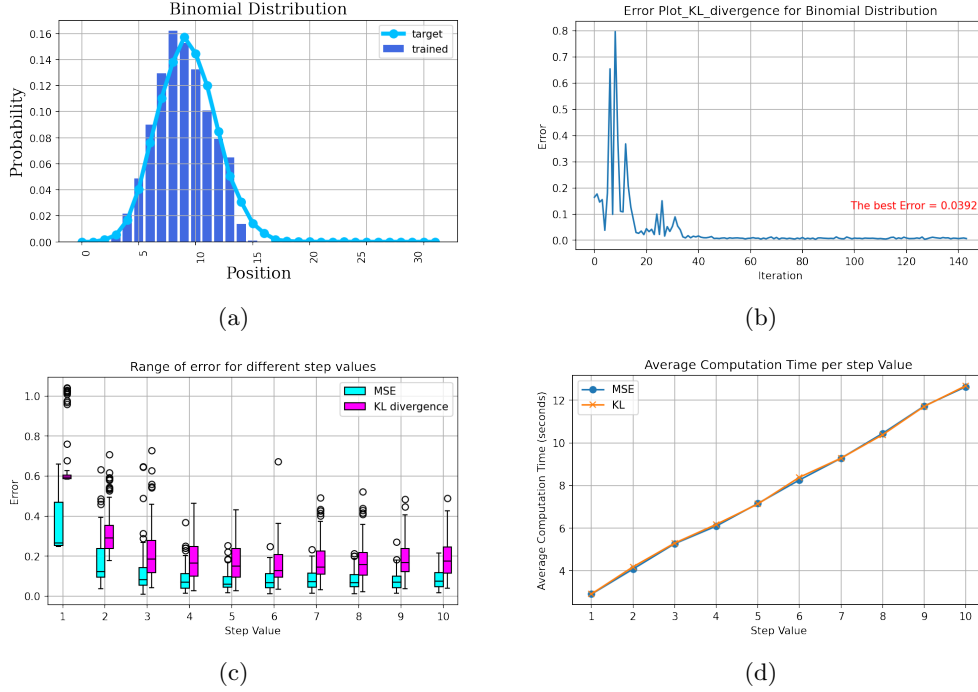 Binomial Distribution
target
trained
Probability
0.16
0.14
0.12
0.10
0.08
0.06
0.04
0.02
0.00
0 5 10 15 20 25 30
Position
(a)
Error Plot_KL_divergence for Binomial Distribution
Error
0.8
0.7
0.6
0.5
0.4
0.3
0.2
0.1
0.0
The best Error = 0.0392
0 20 40 60 80 100 120 140
Iteration
(b)
Range of error for different step values
MSE
KL divergence
Error
1.0
0.8
0.6
0.4
0.2
0.0
1 2 3 4 5 6 7 8 9 10
Step Value
(c)
Average Computation Time per step Value
MSE
KL
Average Computation Time (seconds)
12
10
8
6
4
1 2 3 4 5 6 7 8 9 10
Step Value
(d)